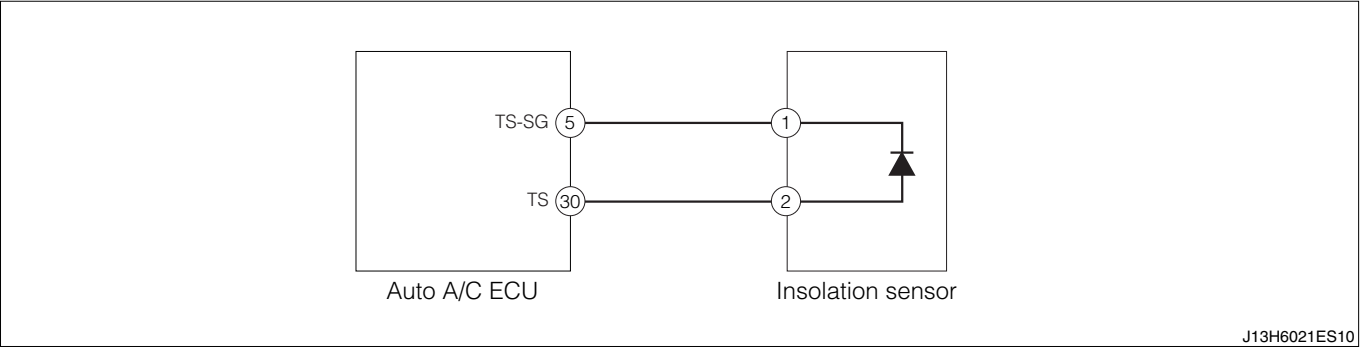 TS-SG 5 1
TS 30 2
Auto A/C ECU Insolation sensor
J13H6021ES10